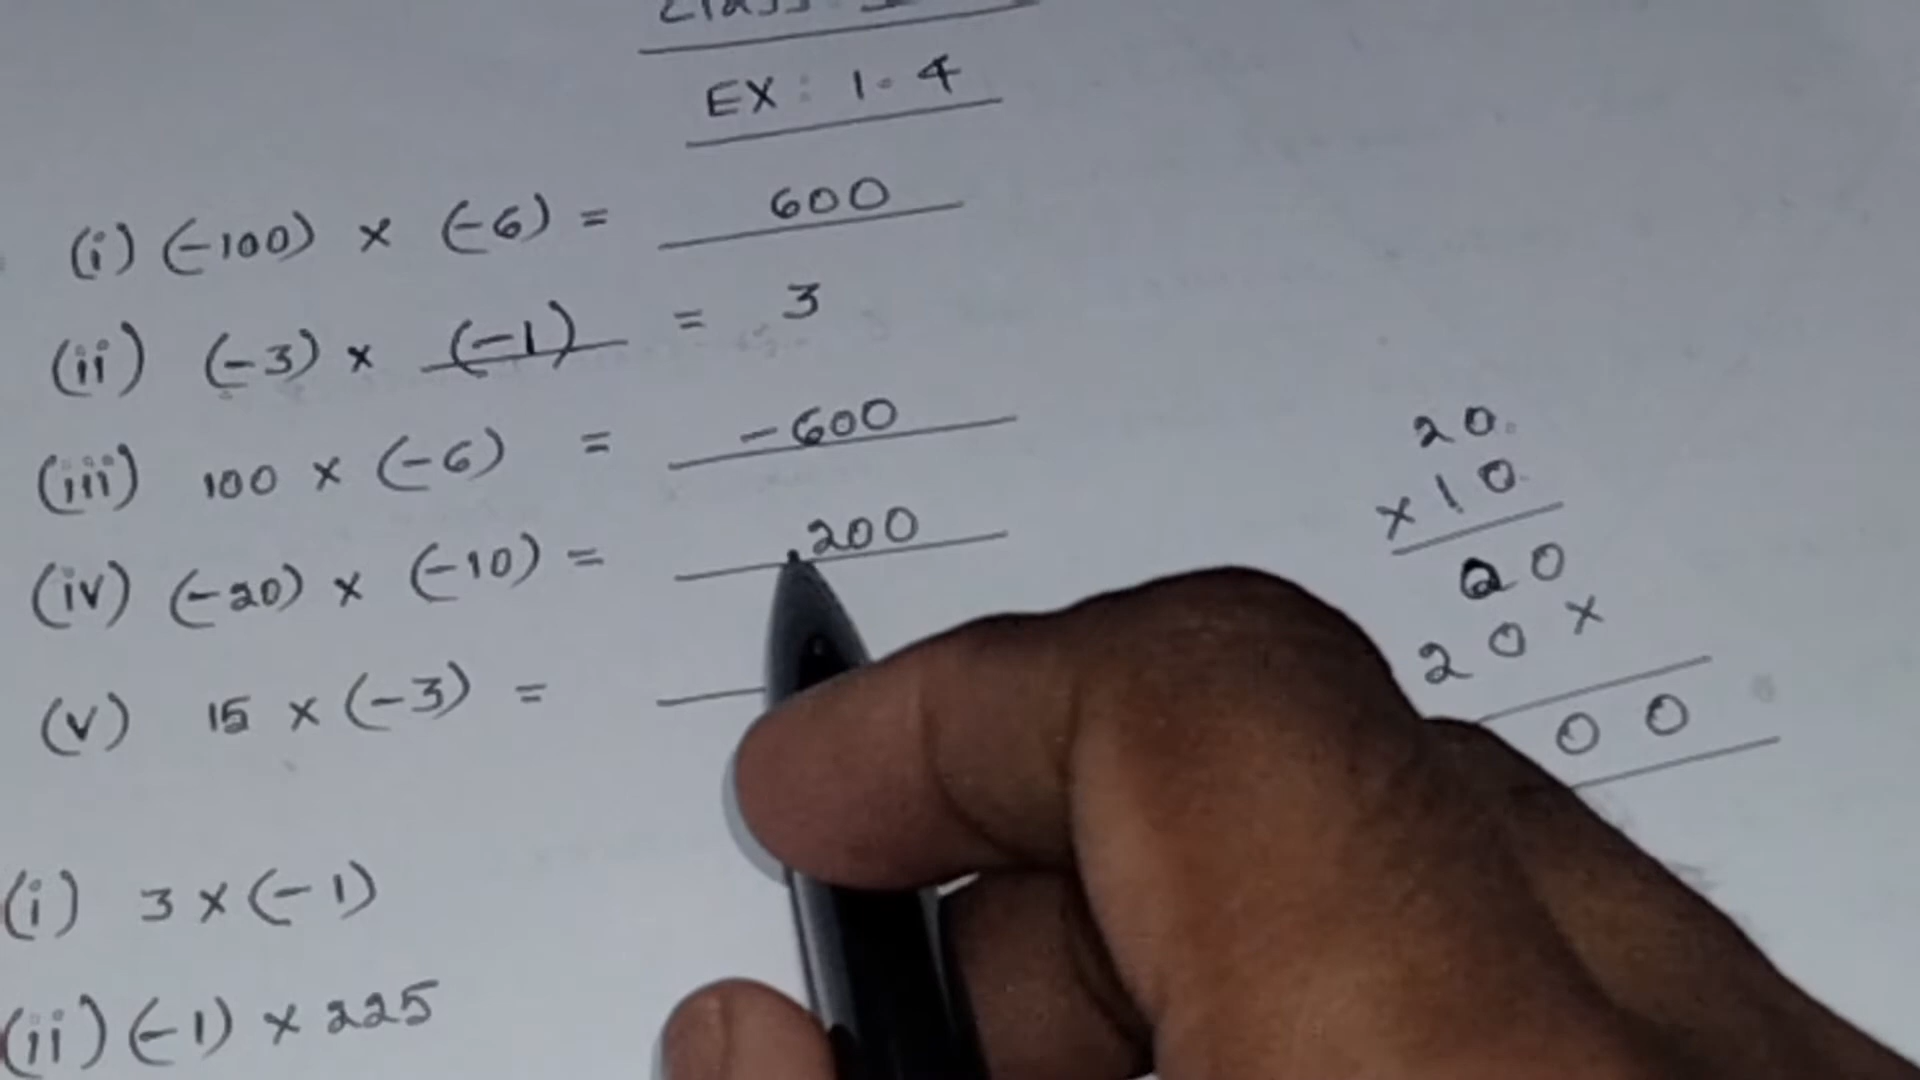 EX: 1.4
(i) (-100) × (-6) = 600
(ii) (-3) × (-1) = 3
(iii) 100 × (-6) = -600
(iv) (-20) × (-10) = 200
(v) 15 × (-3) =
(i) 3 × (-1)
(ii) (-1) × 225
20
×10
20
20×
00